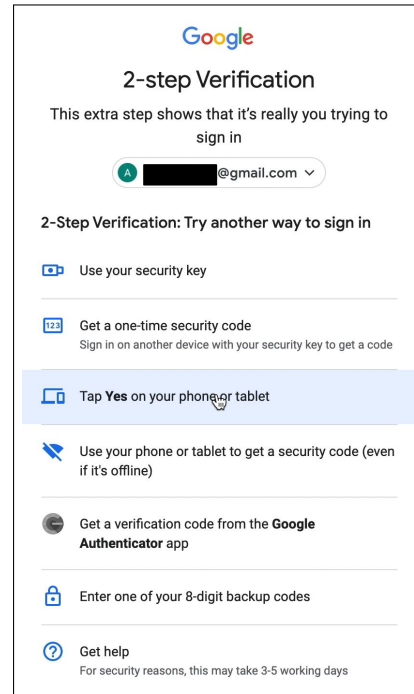 Google
2-step Verification
This extra step shows that it's really you trying to
sign in
A @gmail.com
2-Step Verification: Try another way to sign in
Use your security key
123 Get a one-time security code
Sign in on another device with your security key to get a code
Tap Yes on your phone or tablet
Use your phone or tablet to get a security code (even
if it's offline)
Get a verification code from the Google
Authenticator app
Enter one of your 8-digit backup codes
? Get help
For security reasons, this may take 3-5 working days